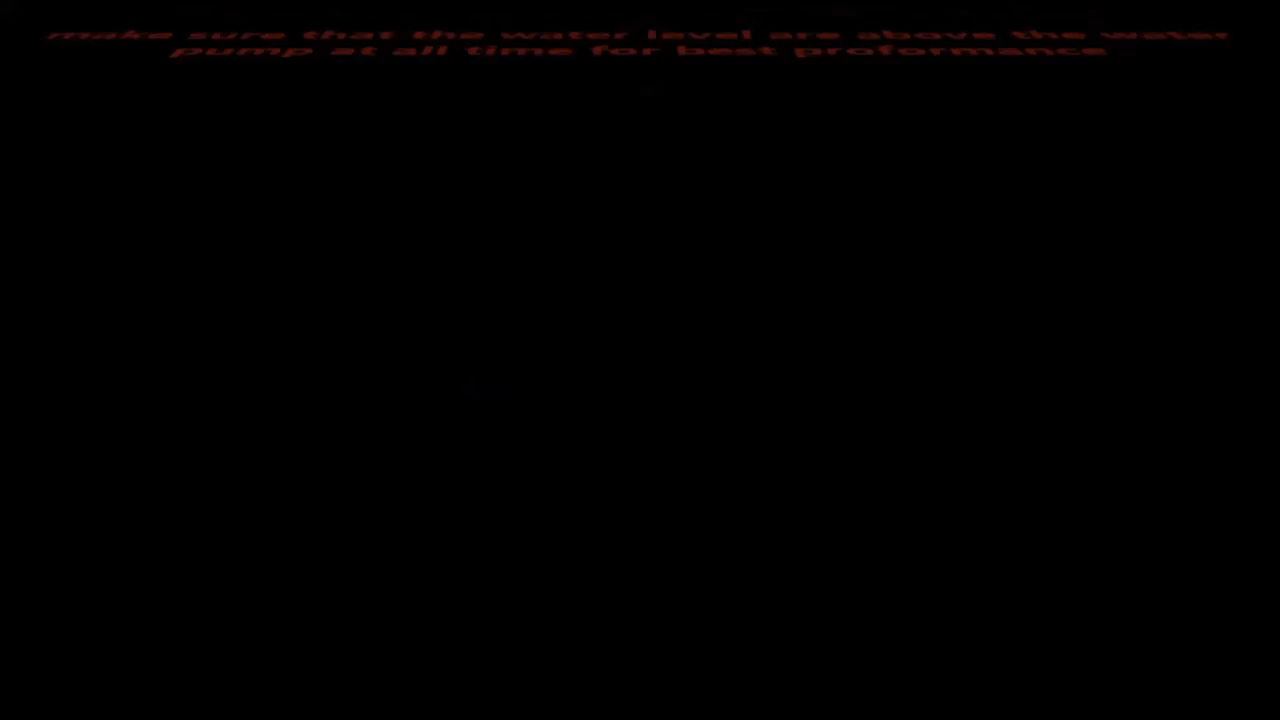 make sure that the water level are above the water
pump at all time for best proformance